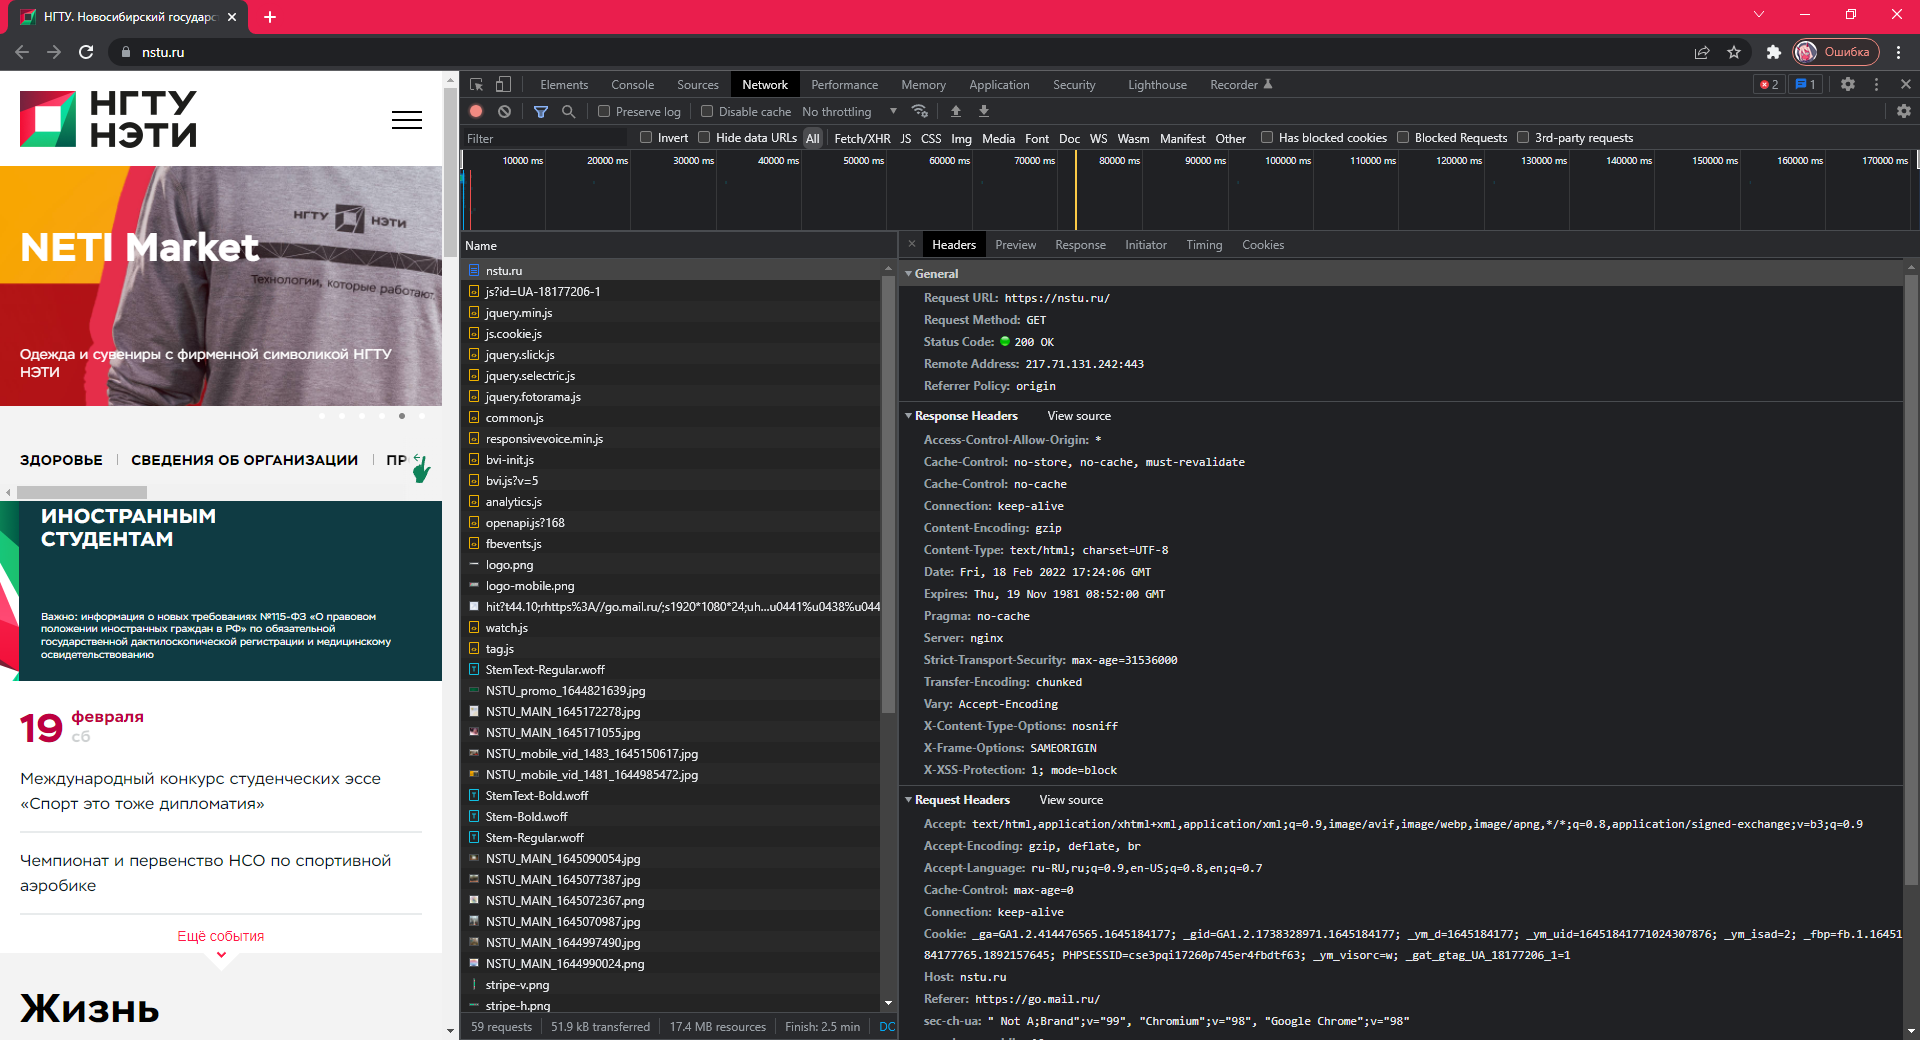 НГТУ. Новосибирский государст
nstu.ru
Ошибка
НГТУ
НЭТИ
НГТУ НЭТИ
NETI Market
Технологии, которые работают.
Одежда и сувениры с фирменной символикой НГТУ
НЭТИ
ЗДОРОВЬЕ
СВЕДЕНИЯ ОБ ОРГАНИЗАЦИИ
ПР
ИНОСТРАННЫМ
СТУДЕНТАМ
Важно: информация о новых требованиях №115-ФЗ «О правовом
положении иностранных граждан в РФ» по обязательной
государственной дактилоскопической регистрации и медицинскому
освидетельствованию
19 февраля
сб
Международный конкурс студенческих эссе
«Спорт это тоже дипломатия»
Чемпионат и первенство НСО по спортивной
аэробике
Ещё события
Жизнь
Elements Console Sources Network Performance Memory Application Security Lighthouse Recorder 2 1
Preserve log Disable cache No throttling
Filter Invert Hide data URLs All Fetch/XHR JS CSS Img Media Font Doc WS Wasm Manifest Other Has blocked cookies Blocked Requests 3rd-party requests
10000 ms 20000 ms 30000 ms 40000 ms 50000 ms 60000 ms 70000 ms 80000 ms 90000 ms 100000 ms 110000 ms 120000 ms 130000 ms 140000 ms 150000 ms 160000 ms 170000 ms
Name
nstu.ru
js?id=UA-18177206-1
jquery.min.js
js.cookie.js
jquery.slick.js
jquery.selectric.js
jquery.fotorama.js
common.js
responsivevoice.min.js
bvi-init.js
bvi.js?v=5
analytics.js
openapi.js?168
fbevents.js
logo.png
logo-mobile.png
hit?t44.10;rhttps%3A//go.mail.ru/;s1920*1080*24;uh...u0441%u0438%u044
watch.js
tag.js
StemText-Regular.woff
NSTU_promo_1644821639.jpg
NSTU_MAIN_1645172278.jpg
NSTU_MAIN_1645171055.jpg
NSTU_mobile_vid_1483_1645150617.jpg
NSTU_mobile_vid_1481_1644985472.jpg
StemText-Bold.woff
Stem-Bold.woff
Stem-Regular.woff
NSTU_MAIN_1645090054.jpg
NSTU_MAIN_1645077387.jpg
NSTU_MAIN_1645072367.png
NSTU_MAIN_1645070987.jpg
NSTU_MAIN_1644997490.jpg
NSTU_MAIN_1644990024.png
stripe-v.png
stripe-h.png
59 requests 51.9 kB transferred 17.4 MB resources Finish: 2.5 min DC
Headers Preview Response Initiator Timing Cookies
General
Request URL: https://nstu.ru/
Request Method: GET
Status Code: 200 OK
Remote Address: 217.71.131.242:443
Referrer Policy: origin
Response Headers View source
Access-Control-Allow-Origin: *
Cache-Control: no-store, no-cache, must-revalidate
Cache-Control: no-cache
Connection: keep-alive
Content-Encoding: gzip
Content-Type: text/html; charset=UTF-8
Date: Fri, 18 Feb 2022 17:24:06 GMT
Expires: Thu, 19 Nov 1981 08:52:00 GMT
Pragma: no-cache
Server: nginx
Strict-Transport-Security: max-age=31536000
Transfer-Encoding: chunked
Vary: Accept-Encoding
X-Content-Type-Options: nosniff
X-Frame-Options: SAMEORIGIN
X-XSS-Protection: 1; mode=block
Request Headers View source
Accept: text/html,application/xhtml+xml,application/xml;q=0.9,image/avif,image/webp,image/apng,*/*;q=0.8,application/signed-exchange;v=b3;q=0.9
Accept-Encoding: gzip, deflate, br
Accept-Language: ru-RU,ru;q=0.9,en-US;q=0.8,en;q=0.7
Cache-Control: max-age=0
Connection: keep-alive
Cookie: _ga=GA1.2.414476565.1645184177; _gid=GA1.2.1738328971.1645184177; _ym_d=1645184177; _ym_uid=16451841771024307876; _ym_isad=2; _fbp=fb.1.16451
84177765.1892157645; PHPSESSID=cse3pqi17260p745er4fbdtf63; _ym_visorc=w; _gat_gtag_UA_18177206_1=1
Host: nstu.ru
Referer: https://go.mail.ru/
sec-ch-ua: " Not A;Brand";v="99", "Chromium";v="98", "Google Chrome";v="98"